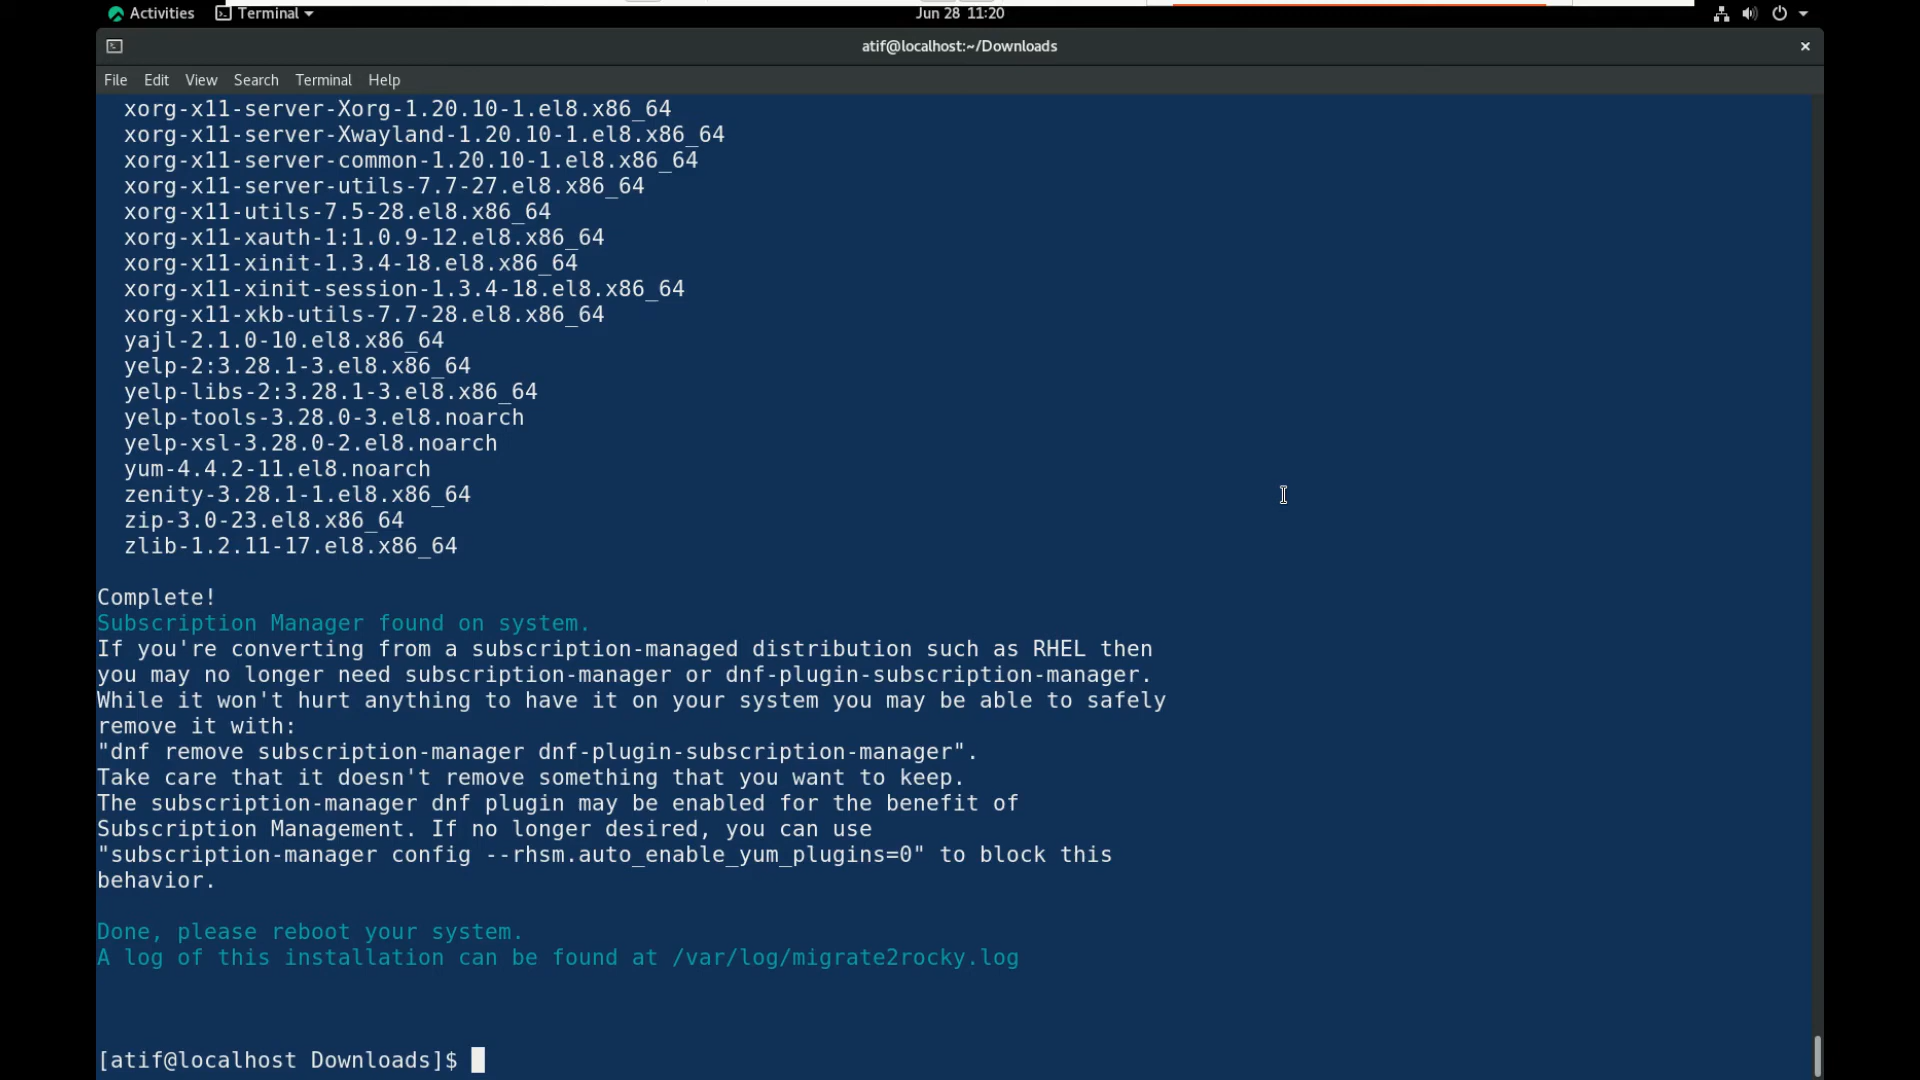 Activities Terminal Jun 28 11:20
atif@localhost:~/Downloads
File Edit View Search Terminal Help
xorg-x11-server-Xorg-1.20.10-1.el8.x86_64
xorg-x11-server-Xwayland-1.20.10-1.el8.x86_64
xorg-x11-server-common-1.20.10-1.el8.x86_64
xorg-x11-server-utils-7.7-27.el8.x86_64
xorg-x11-utils-7.5-28.el8.x86_64
xorg-x11-xauth-1:1.0.9-12.el8.x86_64
xorg-x11-xinit-1.3.4-18.el8.x86_64
xorg-x11-xinit-session-1.3.4-18.el8.x86_64
xorg-x11-xkb-utils-7.7-28.el8.x86_64
yajl-2.1.0-10.el8.x86_64
yelp-2:3.28.1-3.el8.x86_64
yelp-libs-2:3.28.1-3.el8.x86_64
yelp-tools-3.28.0-3.el8.noarch
yelp-xsl-3.28.0-2.el8.noarch
yum-4.4.2-11.el8.noarch
zenity-3.28.1-1.el8.x86_64
zip-3.0-23.el8.x86_64
zlib-1.2.11-17.el8.x86_64
Complete!
Subscription Manager found on system.
If you're converting from a subscription-managed distribution such as RHEL then
you may no longer need subscription-manager or dnf-plugin-subscription-manager.
While it won't hurt anything to have it on your system you may be able to safely
remove it with:
"dnf remove subscription-manager dnf-plugin-subscription-manager".
Take care that it doesn't remove something that you want to keep.
The subscription-manager dnf plugin may be enabled for the benefit of
Subscription Management. If no longer desired, you can use
"subscription-manager config --rhsm.auto_enable_yum_plugins=0" to block this
behavior.
Done, please reboot your system.
A log of this installation can be found at /var/log/migrate2rocky.log
[atif@localhost Downloads]$